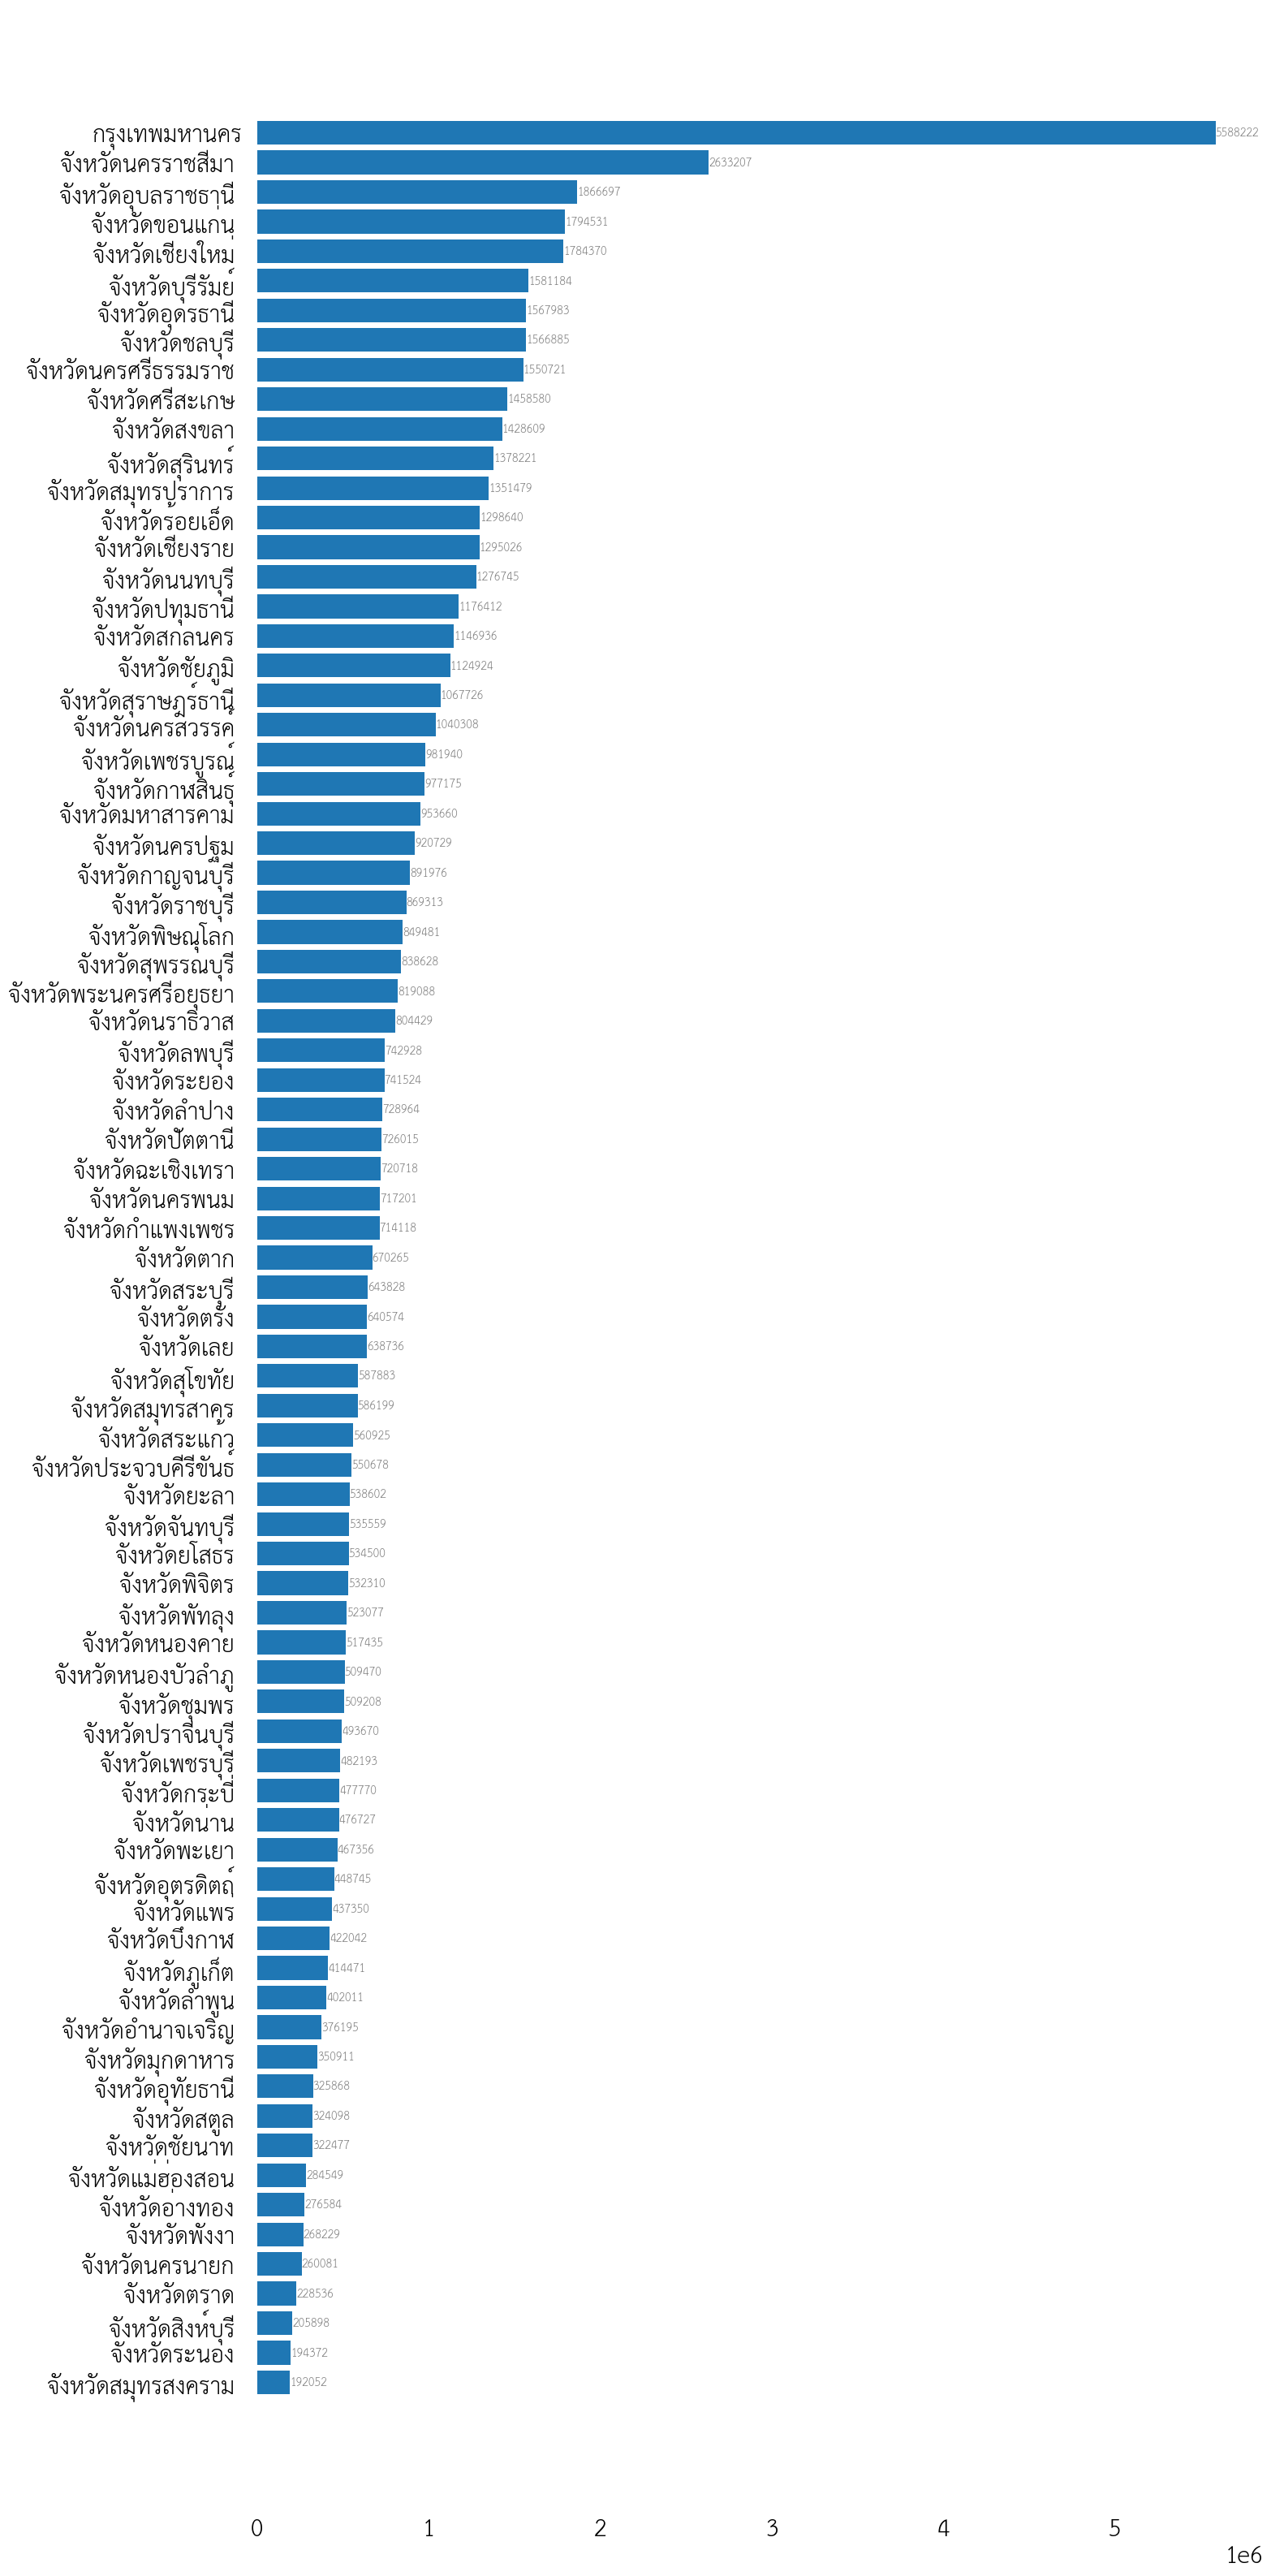 กรุงเทพมหานคร 5588222
จังหวัดนครราชสีมา 2633207
จังหวัดอุบลราชธานี 1866697
จังหวัดขอนแก่น 1794531
จังหวัดเชียงใหม่ 1784370
จังหวัดบุรีรัมย์ 1581184
จังหวัดอุดรธานี 1567983
จังหวัดชลบุรี 1566885
จังหวัดนครศรีธรรมราช 1550721
จังหวัดศรีสะเกษ 1458580
จังหวัดสงขลา 1428609
จังหวัดสุรินทร์ 1378221
จังหวัดสมุทรปราการ 1351479
จังหวัดร้อยเอ็ด 1298640
จังหวัดเชียงราย 1295026
จังหวัดนนทบุรี 1276745
จังหวัดปทุมธานี 1176412
จังหวัดสกลนคร 1146936
จังหวัดชัยภูมิ 1124924
จังหวัดสุราษฎร์ธานี 1067726
จังหวัดนครสวรรค์ 1040308
จังหวัดเพชรบูรณ์ 981940
จังหวัดกาฬสินธุ์ 977175
จังหวัดมหาสารคาม 953660
จังหวัดนครปฐม 920729
จังหวัดกาญจนบุรี 891976
จังหวัดราชบุรี 869313
จังหวัดพิษณุโลก 849481
จังหวัดสุพรรณบุรี 838628
จังหวัดพระนครศรีอยุธยา 819088
จังหวัดนราธิวาส 804429
จังหวัดลพบุรี 742928
จังหวัดระยอง 741524
จังหวัดลำปาง 728964
จังหวัดปัตตานี 726015
จังหวัดฉะเชิงเทรา 720718
จังหวัดนครพนม 717201
จังหวัดกำแพงเพชร 714118
จังหวัดตาก 670265
จังหวัดสระบุรี 643828
จังหวัดตรัง 640574
จังหวัดเลย 638736
จังหวัดสุโขทัย 587883
จังหวัดสมุทรสาคร 586199
จังหวัดสระแก้ว 560925
จังหวัดประจวบคีรีขันธ์ 550678
จังหวัดยะลา 538602
จังหวัดจันทบุรี 535559
จังหวัดยโสธร 534500
จังหวัดพิจิตร 532310
จังหวัดพัทลุง 523077
จังหวัดหนองคาย 517435
จังหวัดหนองบัวลำภู 509470
จังหวัดชุมพร 509208
จังหวัดปราจีนบุรี 493670
จังหวัดเพชรบุรี 482193
จังหวัดกระบี่ 477770
จังหวัดน่าน 476727
จังหวัดพะเยา 467356
จังหวัดอุตรดิตถ์ 448745
จังหวัดแพร่ 437350
จังหวัดบึงกาฬ 422042
จังหวัดภูเก็ต 414471
จังหวัดลำพูน 402011
จังหวัดอำนาจเจริญ 376195
จังหวัดมุกดาหาร 350911
จังหวัดอุทัยธานี 325868
จังหวัดสตูล 324098
จังหวัดชัยนาท 322477
จังหวัดแม่ฮ่องสอน 284549
จังหวัดอ่างทอง 276584
จังหวัดพังงา 268229
จังหวัดนครนายก 260081
จังหวัดตราด 228536
จังหวัดสิงห์บุรี 205898
จังหวัดระนอง 194372
จังหวัดสมุทรสงคราม 192052
0 1 2 3 4 5
1e6